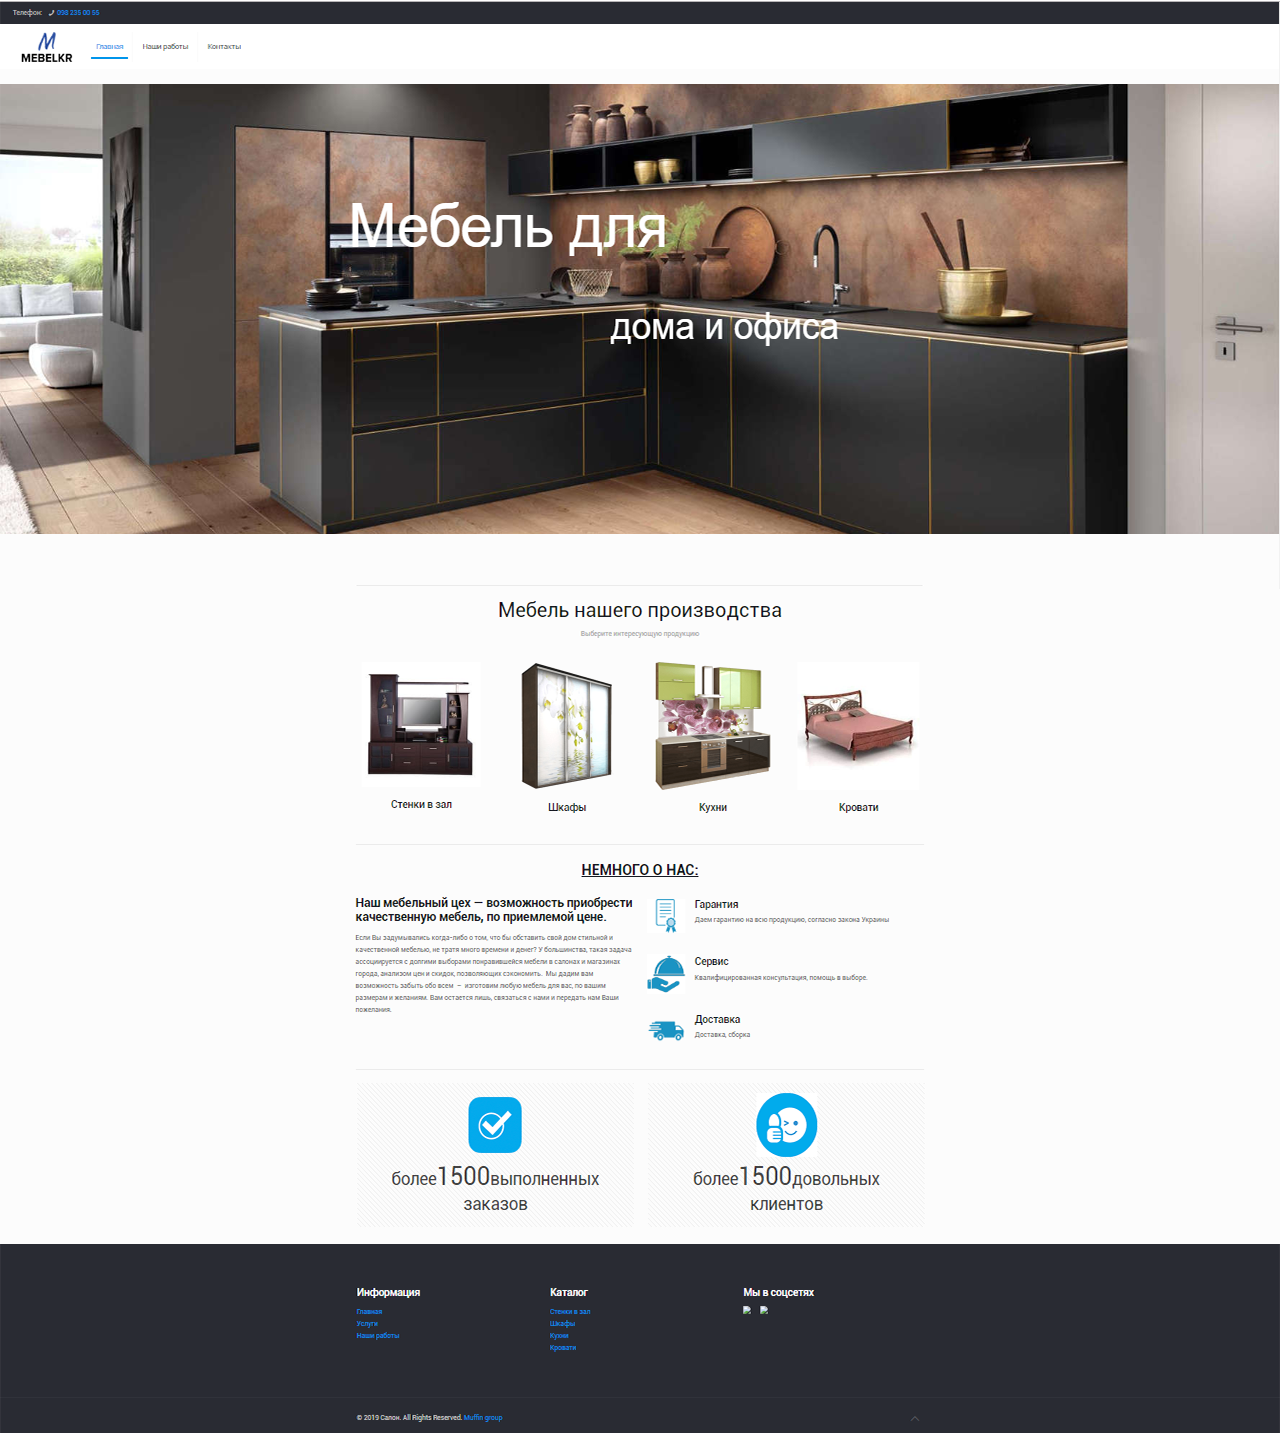 Телефон: 098 235 00 55
MEBELKR
Главная Наши работы Контакты
Мебель для
дома и офиса
Мебель нашего производства
Выберите интересующую продукцию
Стенки в зал
Шкафы
Кухни
Кровати
НЕМНОГО О НАС:
Наш мебельный цех — возможность приобрести
качественную мебель, по приемлемой цене.
Если Вы задумывались когда-либо о том, что бы обставить свой дом стильной и
качественной мебелью, не тратя много времени и денег? У большинства, такая задача
ассоциируется с долгими выборами понравившейся мебели в салонах и магазинах
города, анализом цен и скидок, позволяющих сэкономить. Мы дадим вам
возможность забыть обо всем – изготовим любую мебель для вас, по вашим
размерам и желаниям. Вам остается лишь, связаться с нами и передать нам Ваши
пожелания.
Гарантия
Даем гарантию на всю продукцию, согласно закона Украины
Сервис
Квалифицированная консультация, помощь в выборе.
Доставка
Доставка, сборка
более1500выполненных
заказов
более1500довольных
клиентов
Информация
Главная
Услуги
Наши работы
Каталог
Стенки в зал
Шкафы
Кухни
Кровати
Мы в соцсетях
© 2019 Салон. All Rights Reserved. Muffin group